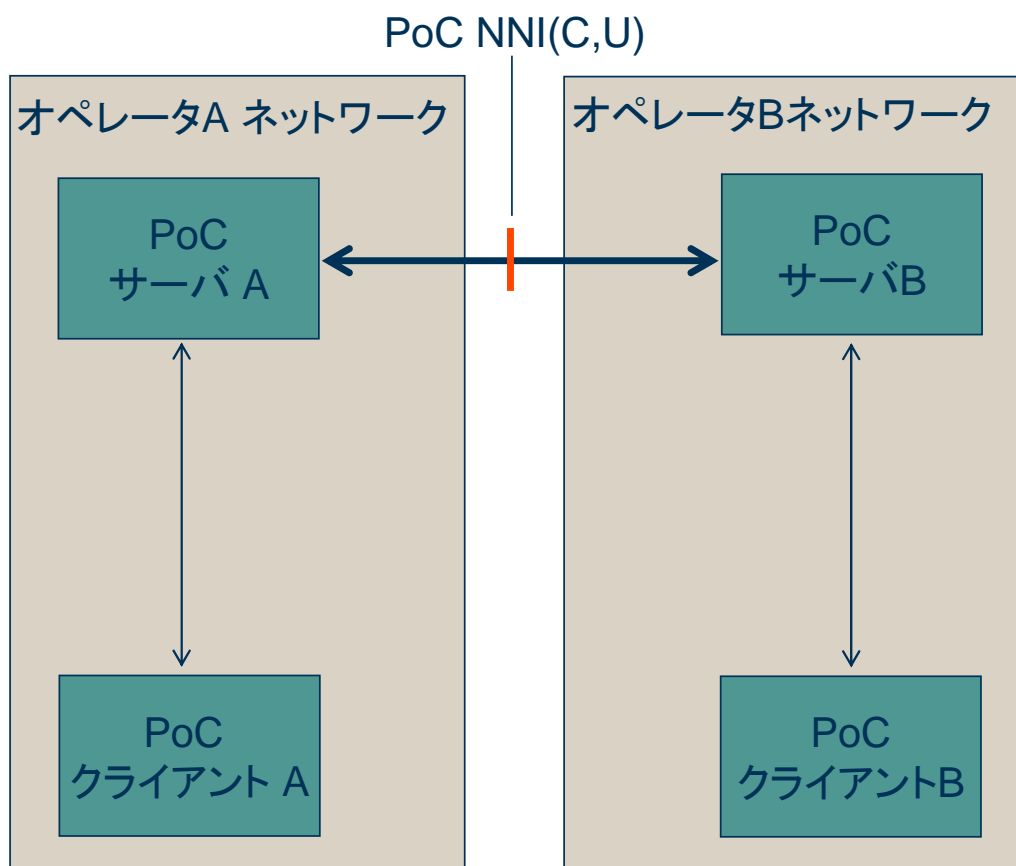 PoC NNI(C,U)
オペレータA ネットワーク
オペレータBネットワーク
PoC
サーバ A
PoC
サーバB
PoC
クライアント A
PoC
クライアントB